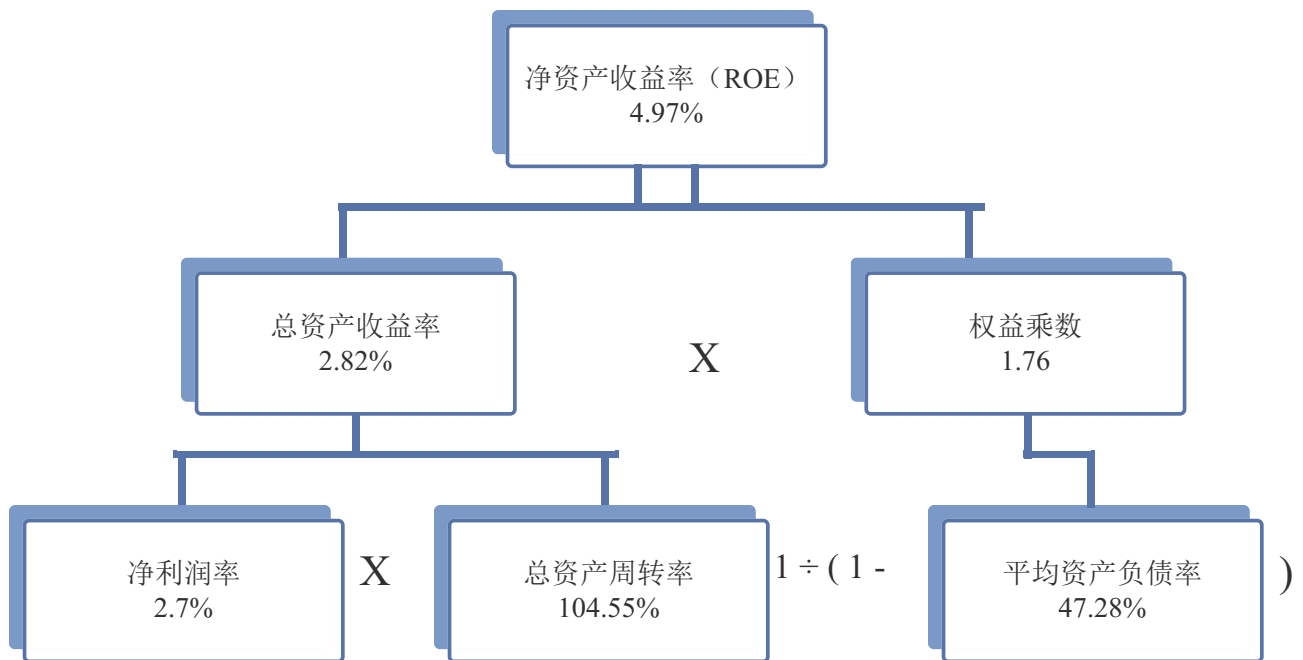 净资产收益率（ROE）
4.97%
总资产收益率
2.82%
X
权益乘数
1.76
净利润率
2.7%
X
总资产周转率
104.55%
1 ÷ ( 1 -
平均资产负债率
47.28%
)